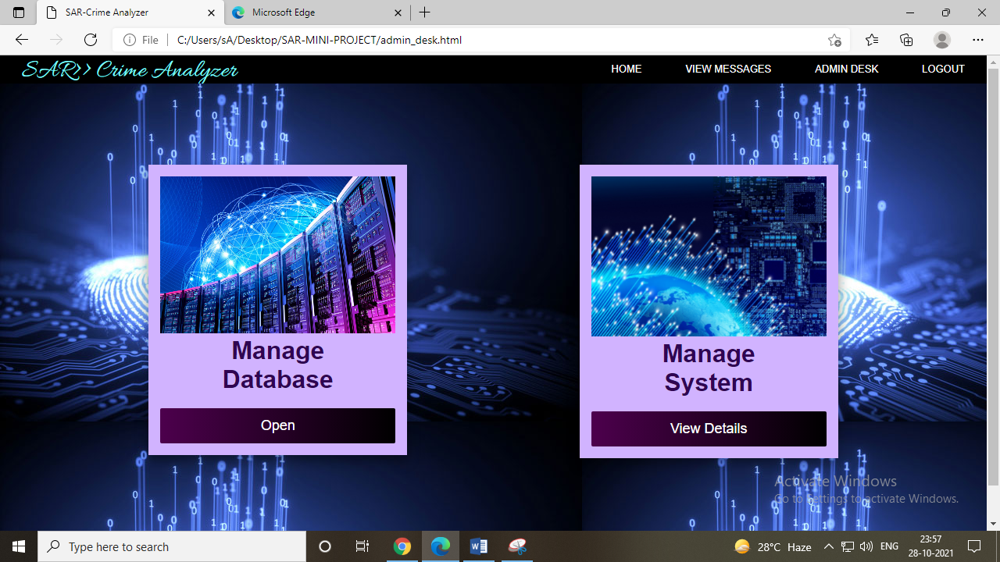 SAR-Crime Analyzer
Microsoft Edge
File
C:/Users/sA/Desktop/SAR-MINI-PROJECT/admin_desk.html
SAR>> Crime Analyzer
HOME
VIEW MESSAGES
ADMIN DESK
LOGOUT
Manage
Database
Open
Manage
System
View Details
Activate Windows
Go to Settings to activate Windows.
Type here to search
28°C Haze
ENG
23:57
28-10-2021